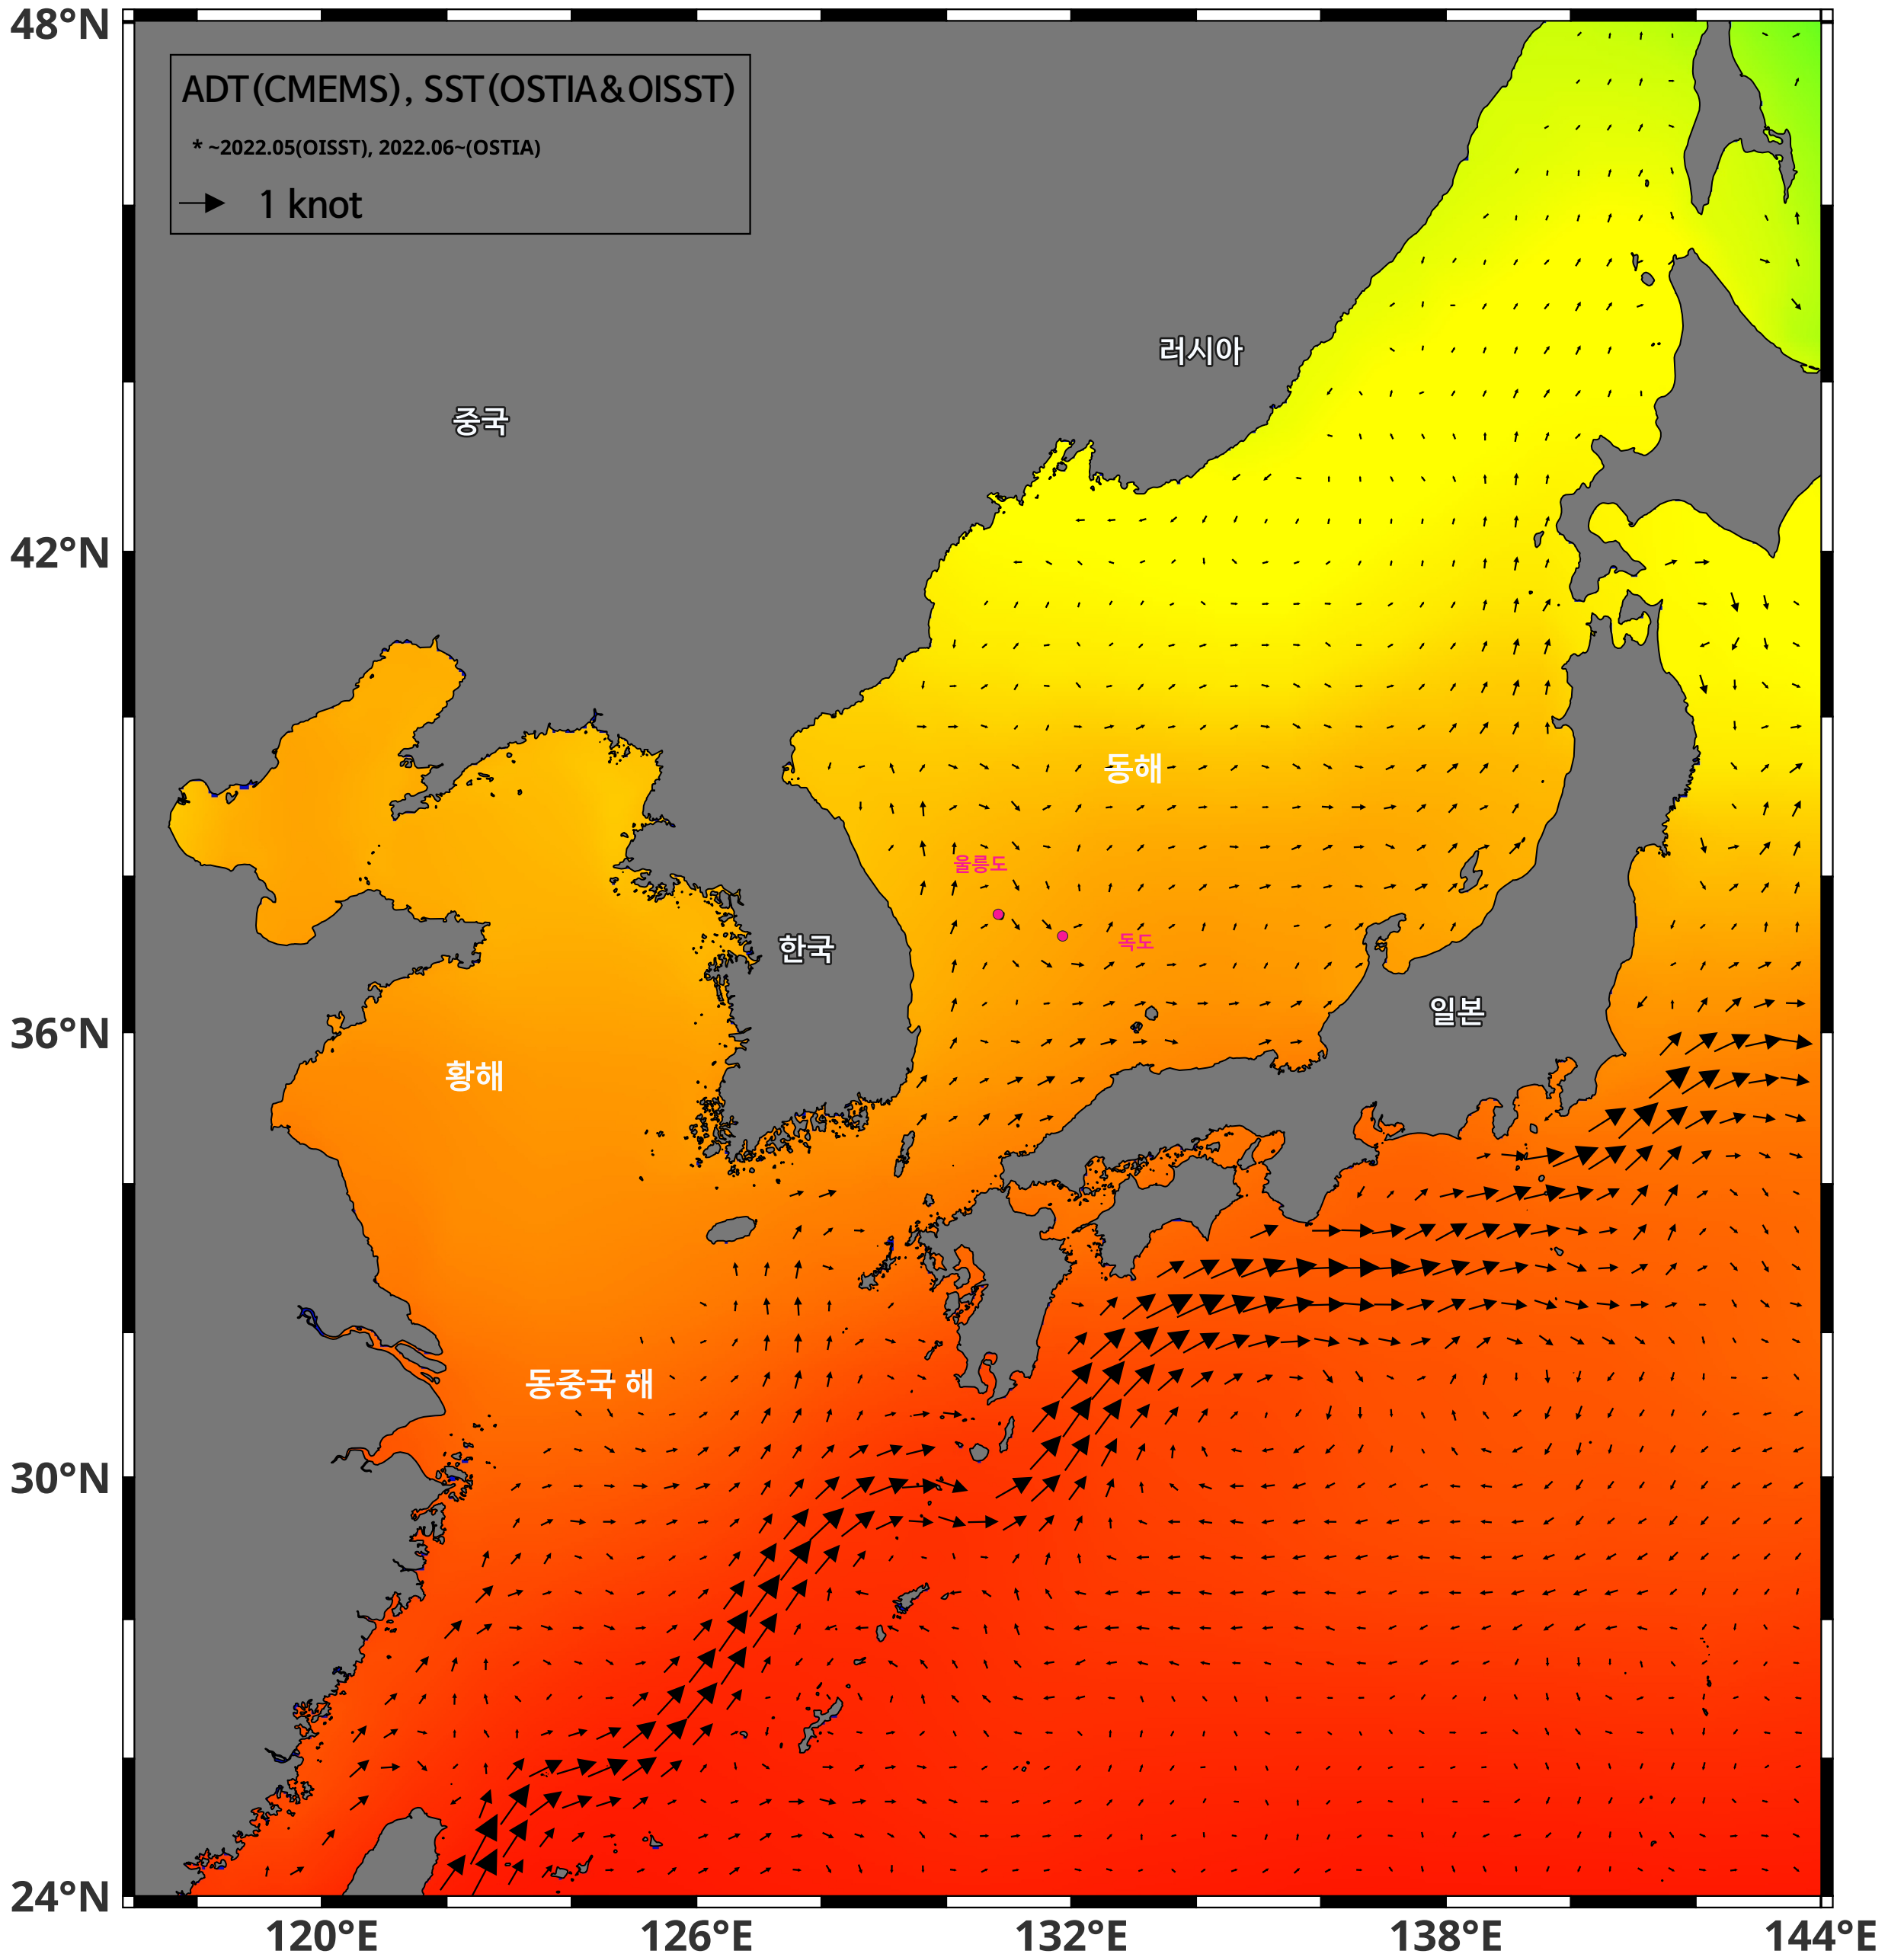 48°N
ADT(CMEMS), SST(OSTIA&OISST)
* ~2022.05(OISST), 2022.06~(OSTIA)
1 knot
러시아
중국
42°N
동해
울릉도
독도
한국
일본
36°N
황해
동중국 해
30°N
24°N
120°E
126°E
132°E
138°E
144°E